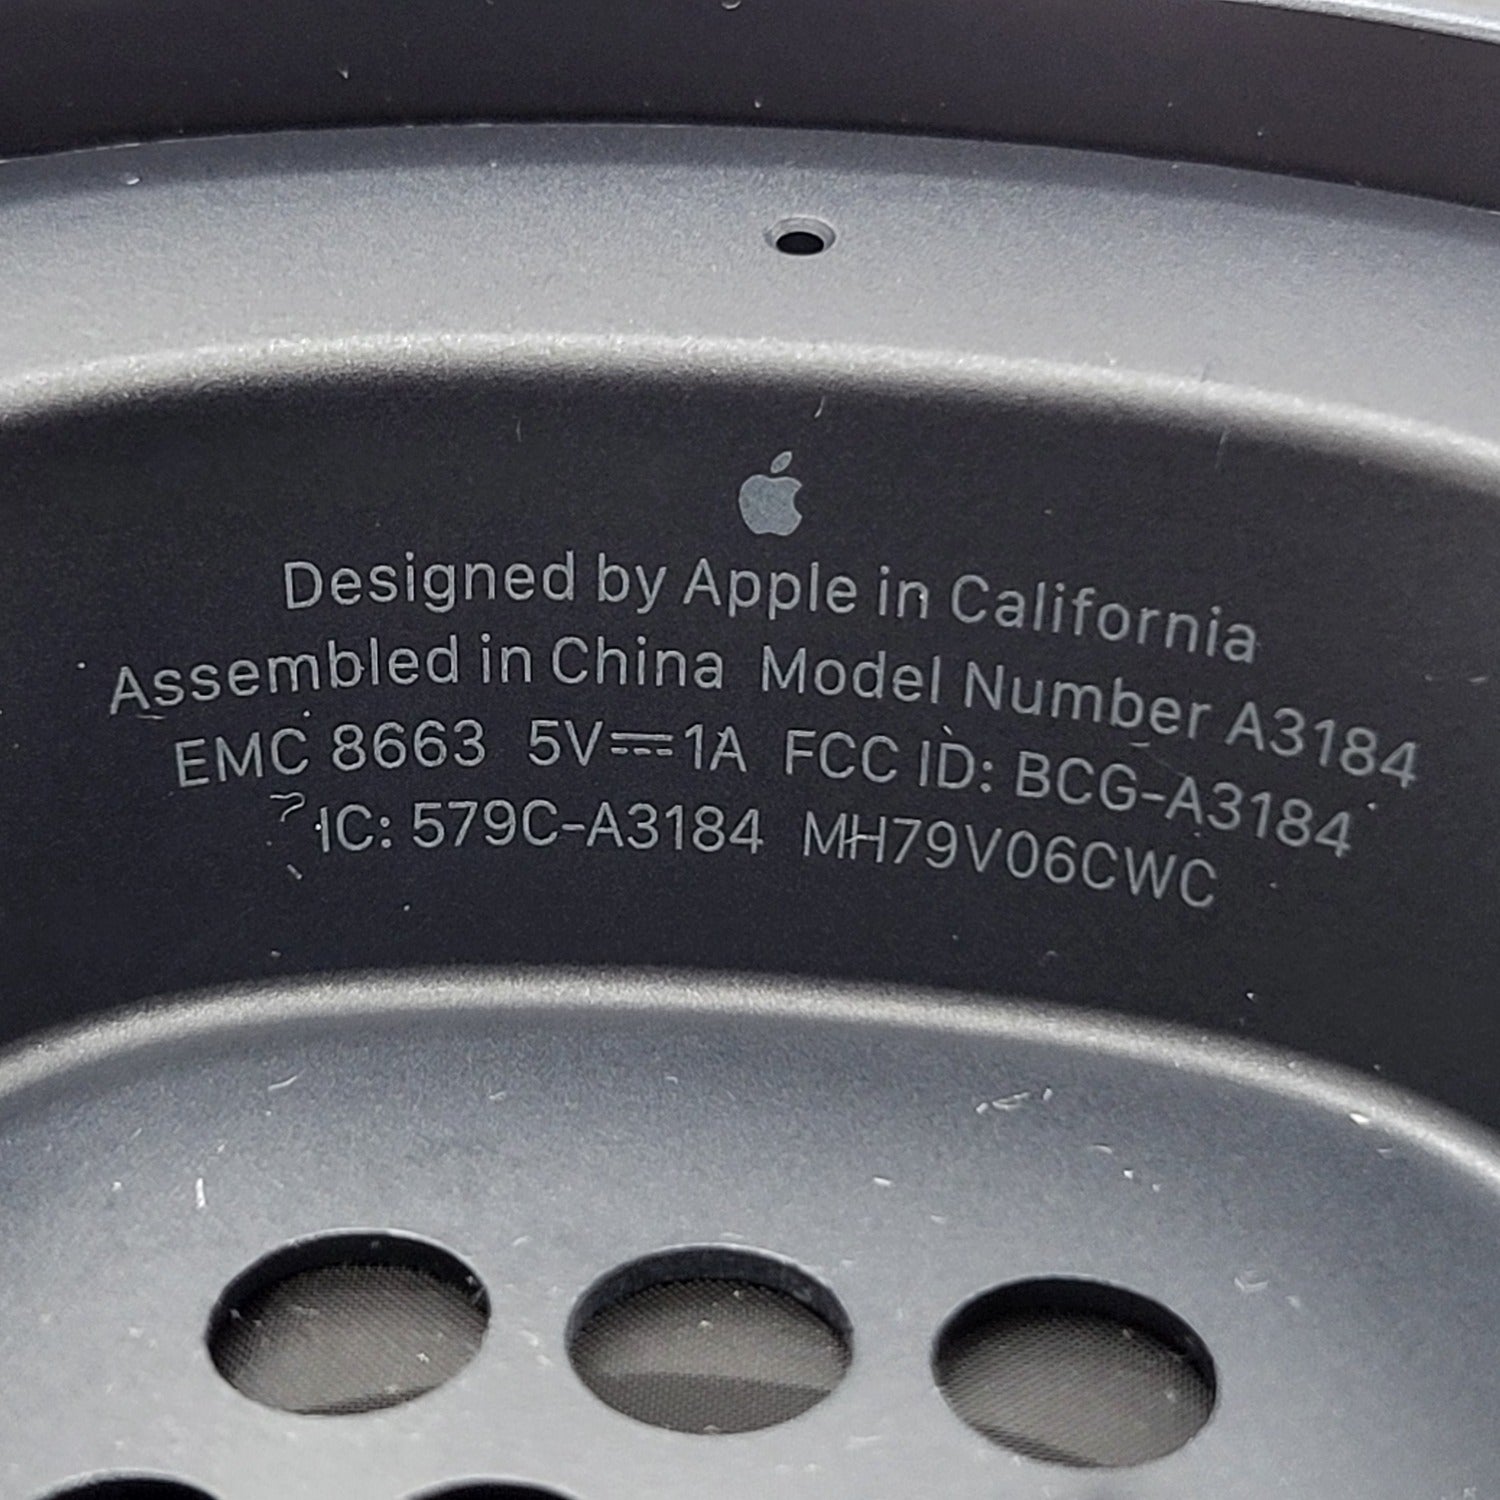 Designed by Apple in California
Assembled in China Model Number A3184
EMC 8663 5V⎓1A FCC ID: BCG-A3184
IC: 579C-A3184 MH79V06CWC